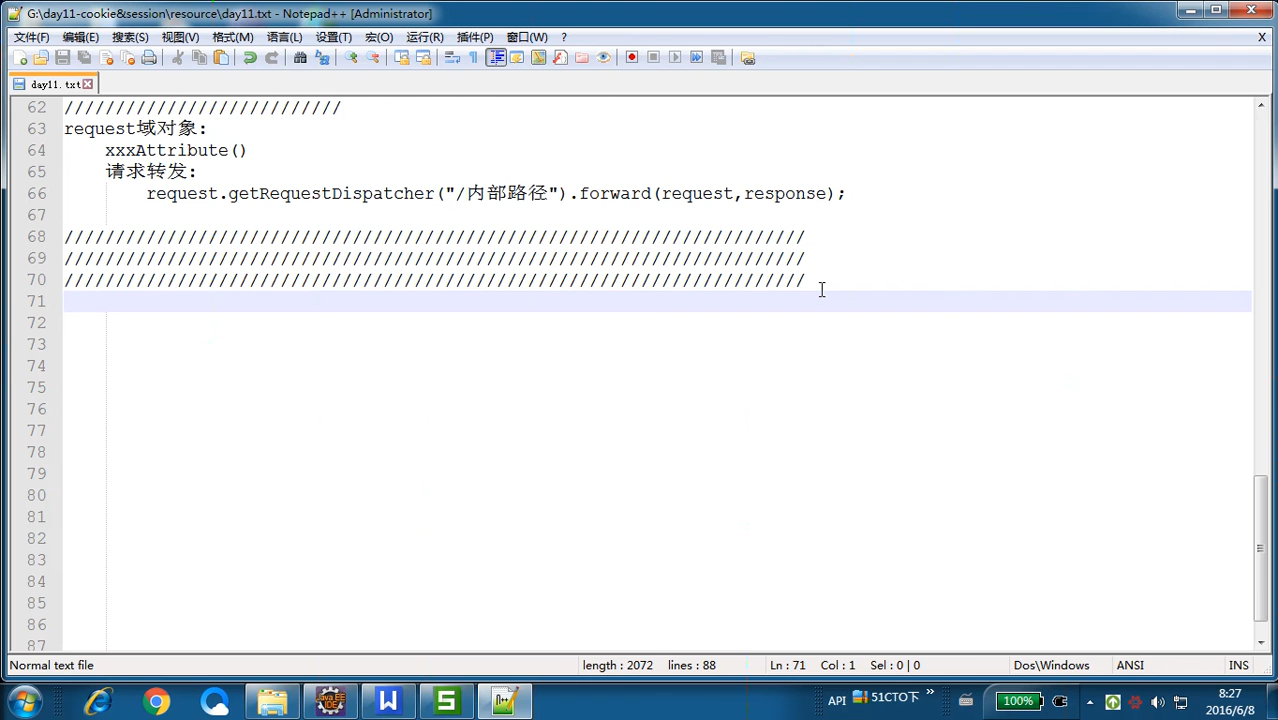 G:\day11-cookie&session\resource\day11.txt - Notepad++ [Administrator]
文件(F) 编辑(E) 搜索(S) 视图(V) 格式(M) 语言(L) 设置(T) 宏(O) 运行(R) 插件(P) 窗口(W) ? X
day11.txt
62 ///////////////////////////
63 request域对象:
64 xxxAttribute()
65 请求转发:
66 request.getRequestDispatcher("/内部路径").forward(request,response);
67
68 ////////////////////////////////////////////////////////////////////////
69 ////////////////////////////////////////////////////////////////////////
70 ////////////////////////////////////////////////////////////////////////
71
72
73
74
75
76
77
78
79
80
81
82
83
84
85
86
87
Normal text file length : 2072 lines : 88 Ln : 71 Col : 1 Sel : 0 | 0 Dos\Windows ANSI INS
Java EE IDE API 51CTO下 » 100% 8:27
2016/6/8